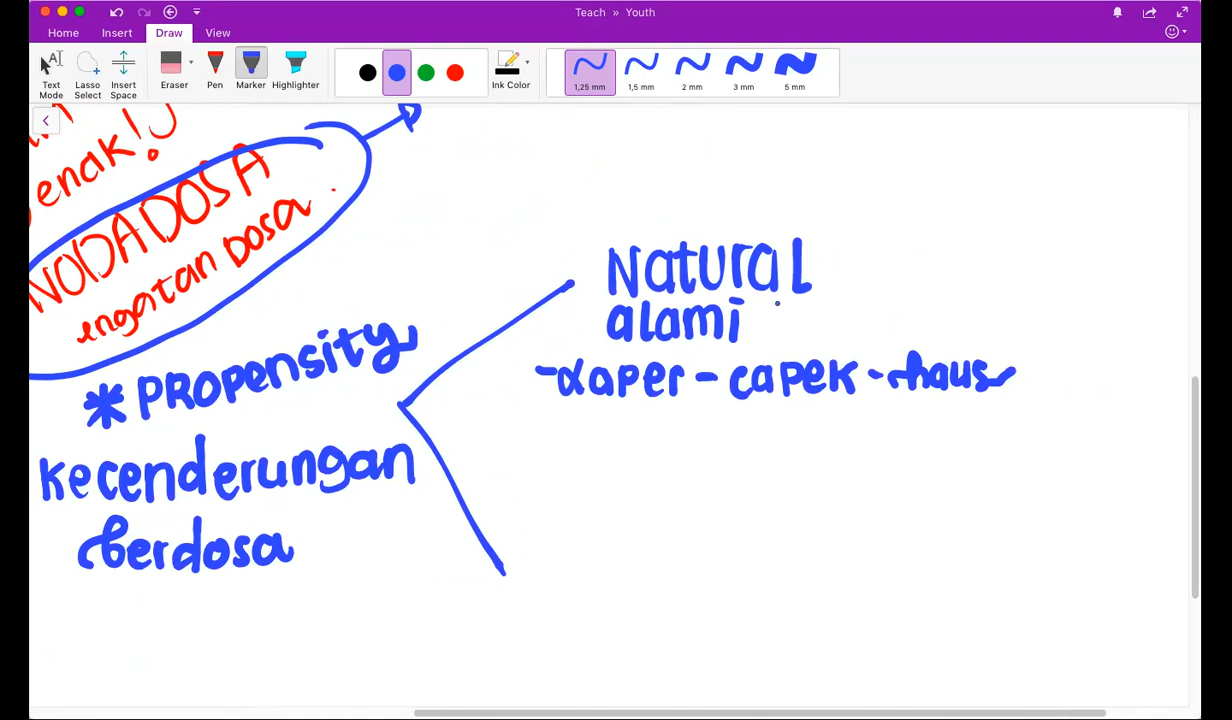 Teach » Youth
Home Insert Draw View
Text Mode
Lasso Select
Insert Space
Eraser
Pen
Marker
Highlighter
Ink Color
1,25 mm
1,5 mm
2 mm
3 mm
5 mm
enak!
NODA DOSA
engatan Dosa
* PROPENSITY
kecenderungan
berdosa
Natural
alami
-Laper - capek - haus